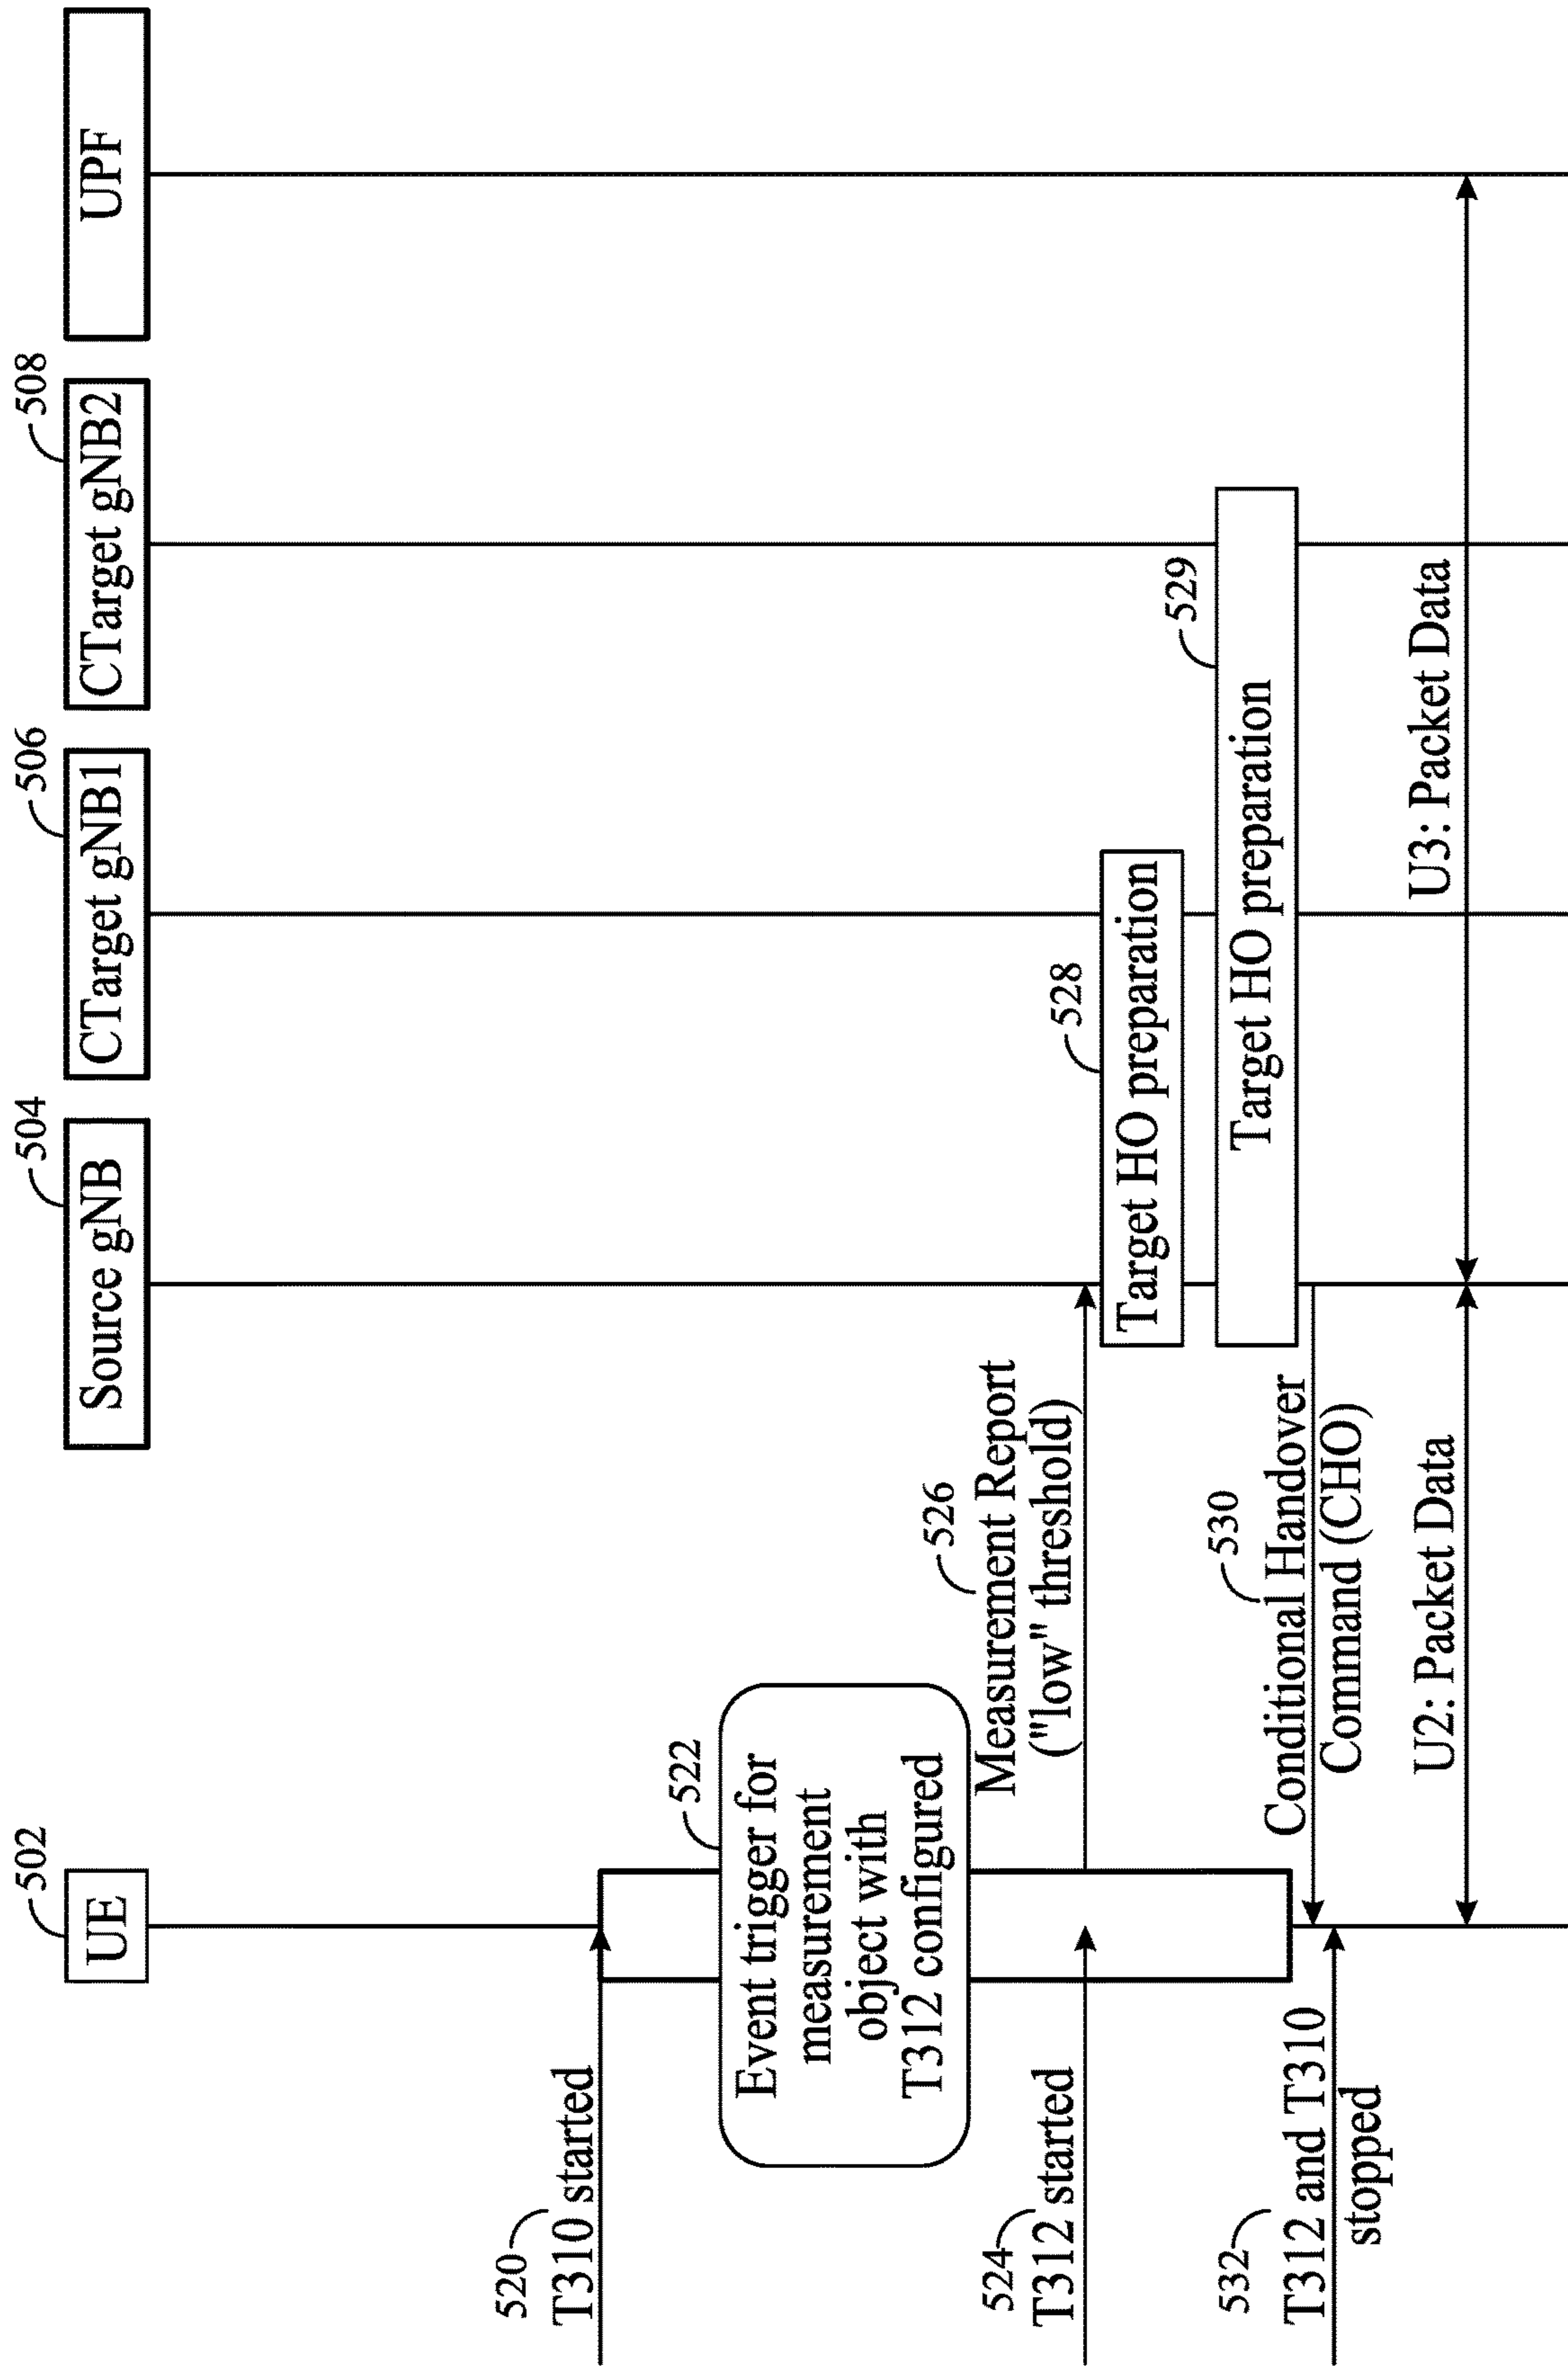 502
UE
504
Source gNB
506
CTarget gNB1
508
CTarget gNB2
UPF
520
T310 started
522
Event trigger for
measurement
object with
T312 configured
524
T312 started
526
Measurement Report
("low" threshold)
528
Target HO preparation
529
Target HO preparation
530
Conditional Handover
Command (CHO)
532
T312 and T310
stopped
U2: Packet Data
U3: Packet Data